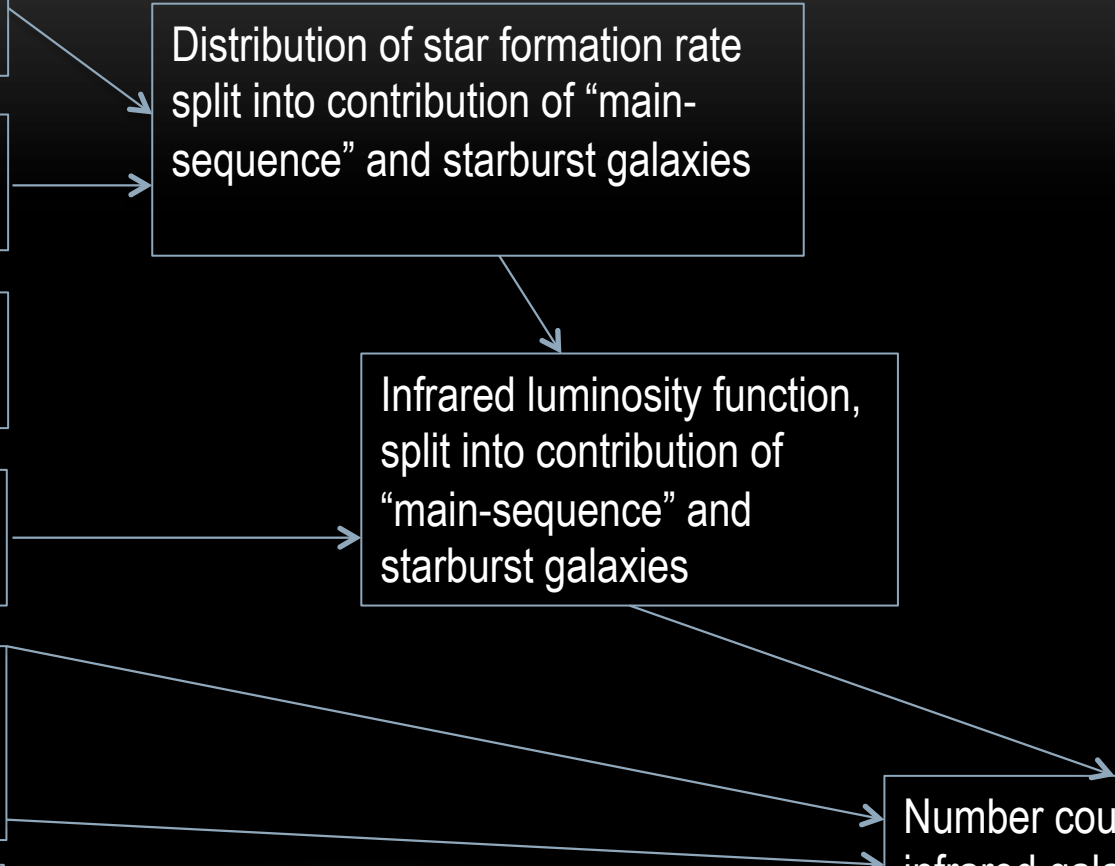 Distribution of star formation rate
split into contribution of “main-
sequence” and starburst galaxies
Infrared luminosity function,
split into contribution of
“main-sequence” and
starburst galaxies
Number
infrared